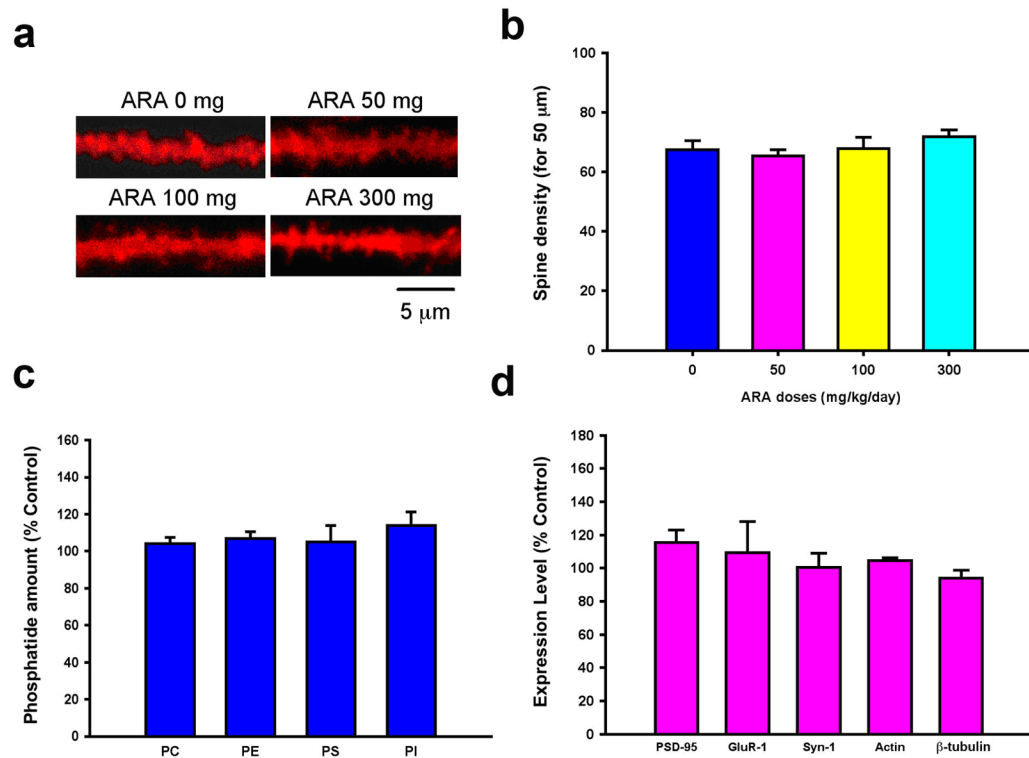 a
ARA 0 mg
ARA 50 mg
ARA 100 mg
ARA 300 mg
5 μm
b
Spine density (for 50 μm)
100
80
60
40
20
0
0 50 100 300
ARA doses (mg/kg/day)
c
Phosphatide amount (% Control)
160
140
120
100
80
60
40
20
0
PC PE PS PI
d
Expression Level (% Control)
180
160
140
120
100
80
60
40
20
0
PSD-95 GluR-1 Syn-1 Actin β-tubulin